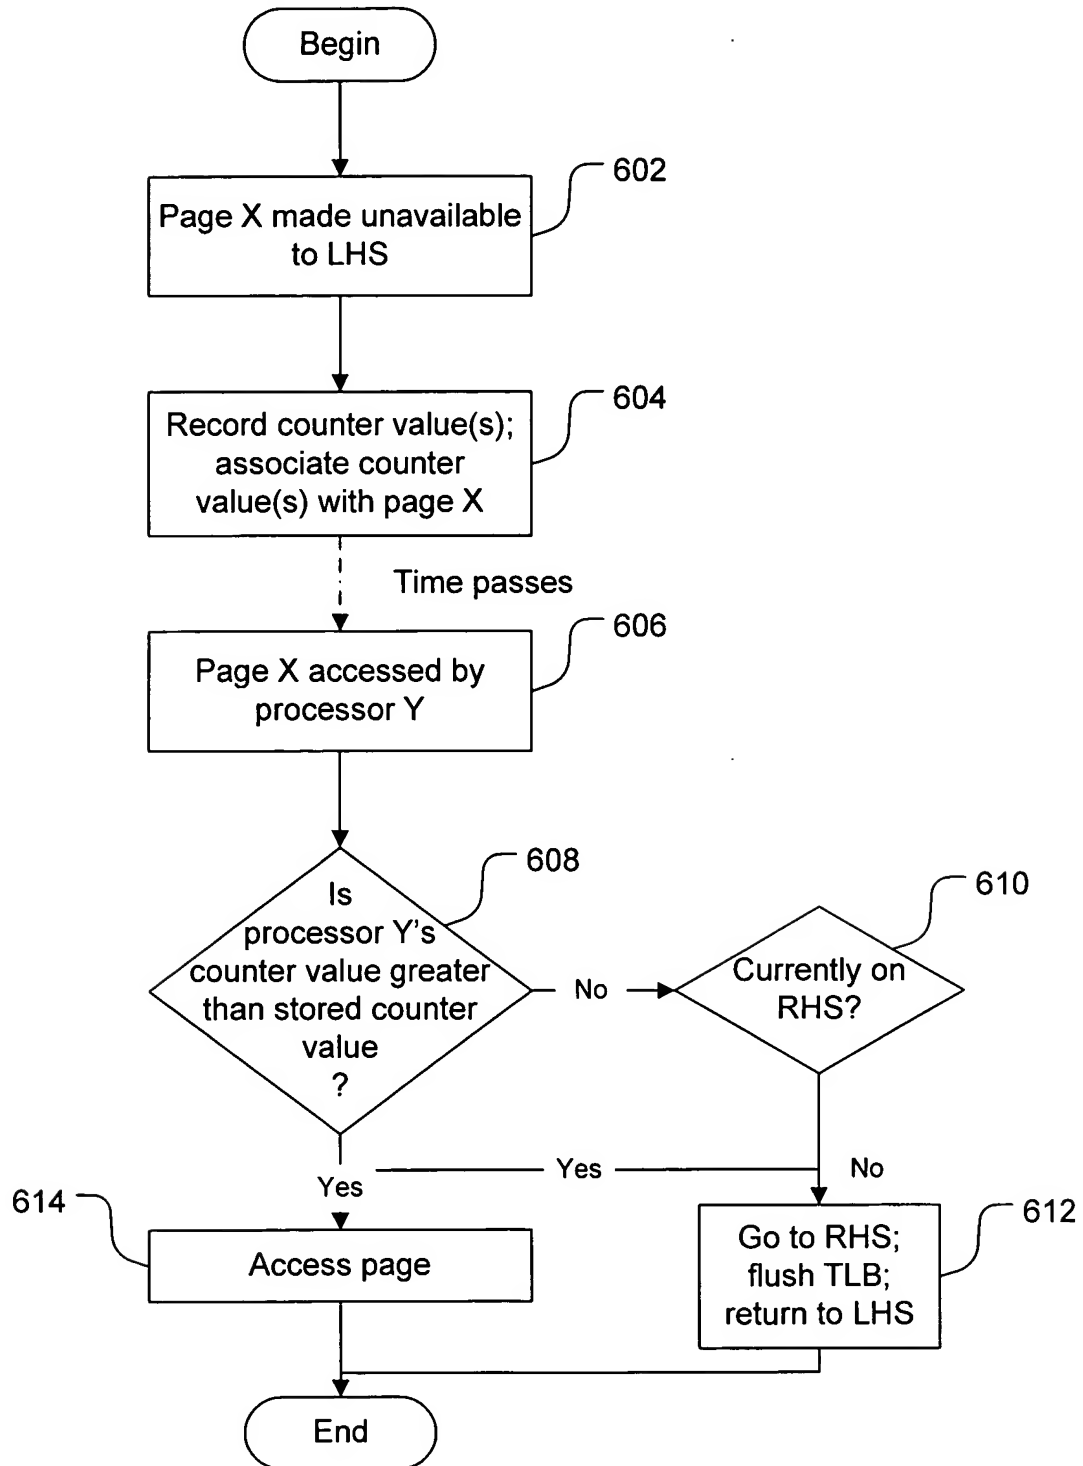 Begin
602
Page X made unavailable
to LHS
604
Record counter value(s);
associate counter
value(s) with page X
Time passes
606
Page X accessed by
processor Y
608
Is
processor Y's
counter value greater
than stored counter
value
?
No
610
Currently on
RHS?
Yes
Yes
No
614
Access page
612
Go to RHS;
flush TLB;
return to LHS
End